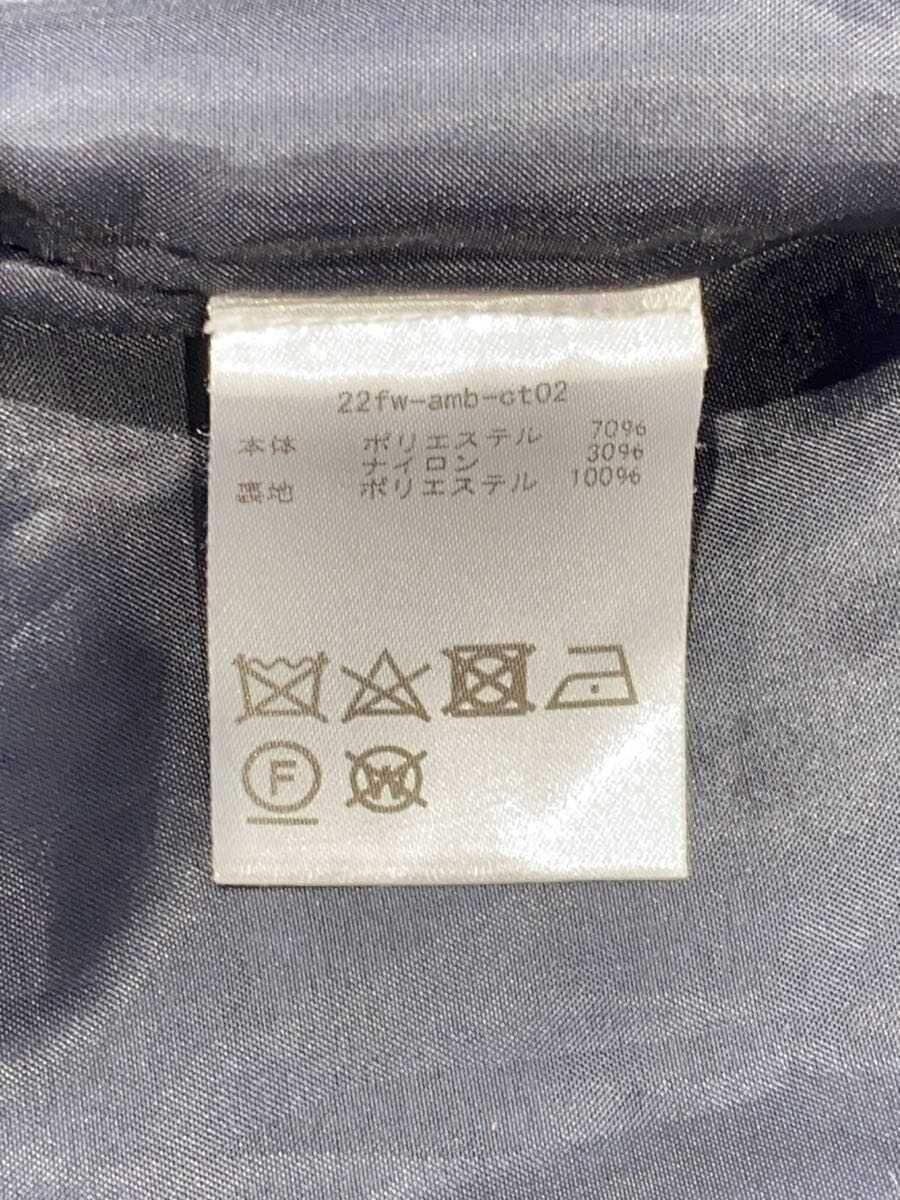 22fw-amb-ct02
本体 ポリエステル 70%
ナイロン 30%
裏地 ポリエステル 100%
F
W